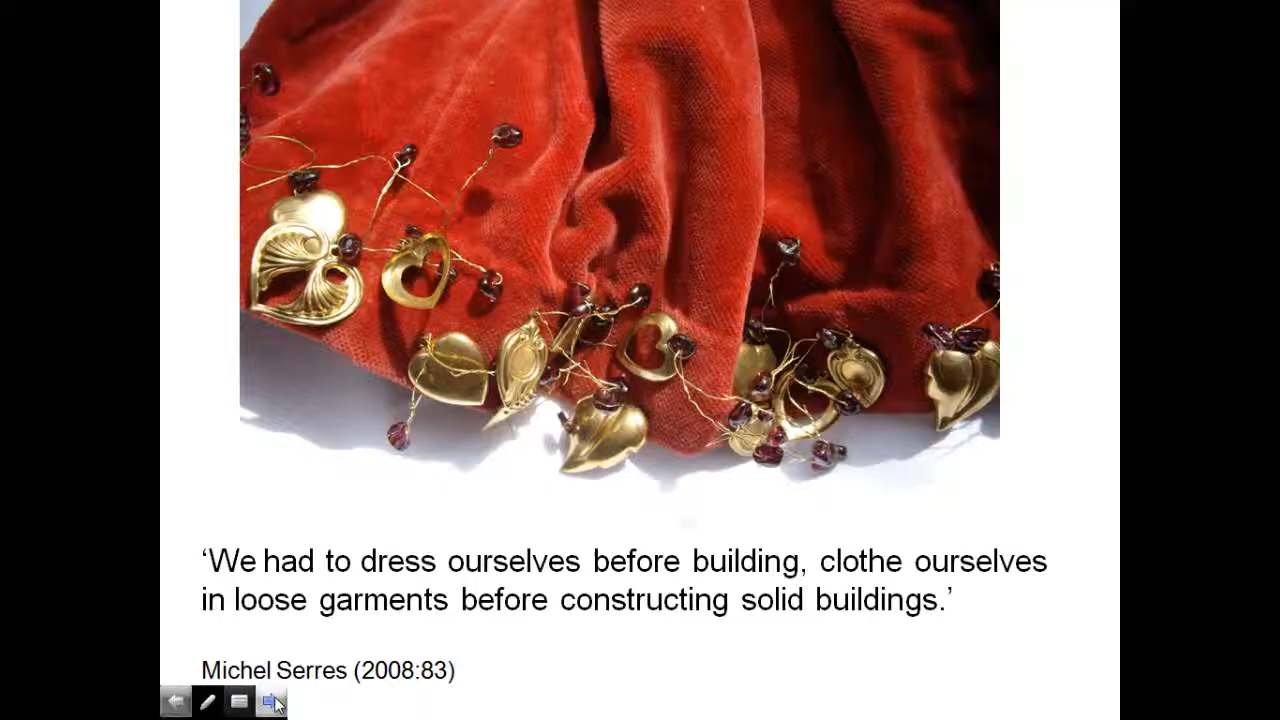 ‘We had to dress ourselves before building, clothe ourselves
in loose garments before constructing solid buildings.’
Michel Serres (2008:83)